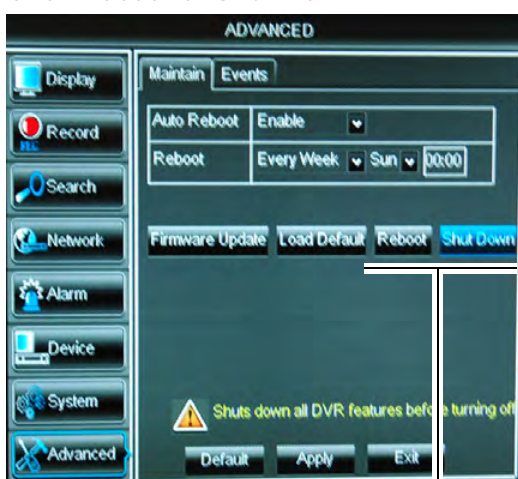 ADVANCED
Maintain Events
Display
Auto Reboot Enable
Record
REC
Reboot Every Week Sun 00:00
Search
Network
Firmware Update Load Default Reboot Shut Down
Alarm
Device
System
Shuts down all DVR features before turning off
Advanced
Default Apply Exit